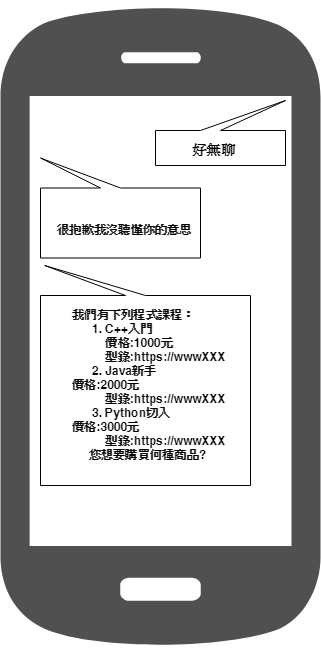 好無聊
很抱歉我沒聽懂你的意思
我們有下列程式課程：
1. C++入門
價格:1000元
型錄:https://wwwXXX
2. Java新手
價格:2000元
型錄:https://wwwXXX
3. Python切入
價格:3000元
型錄:https://wwwXXX
您想要購買何種商品?